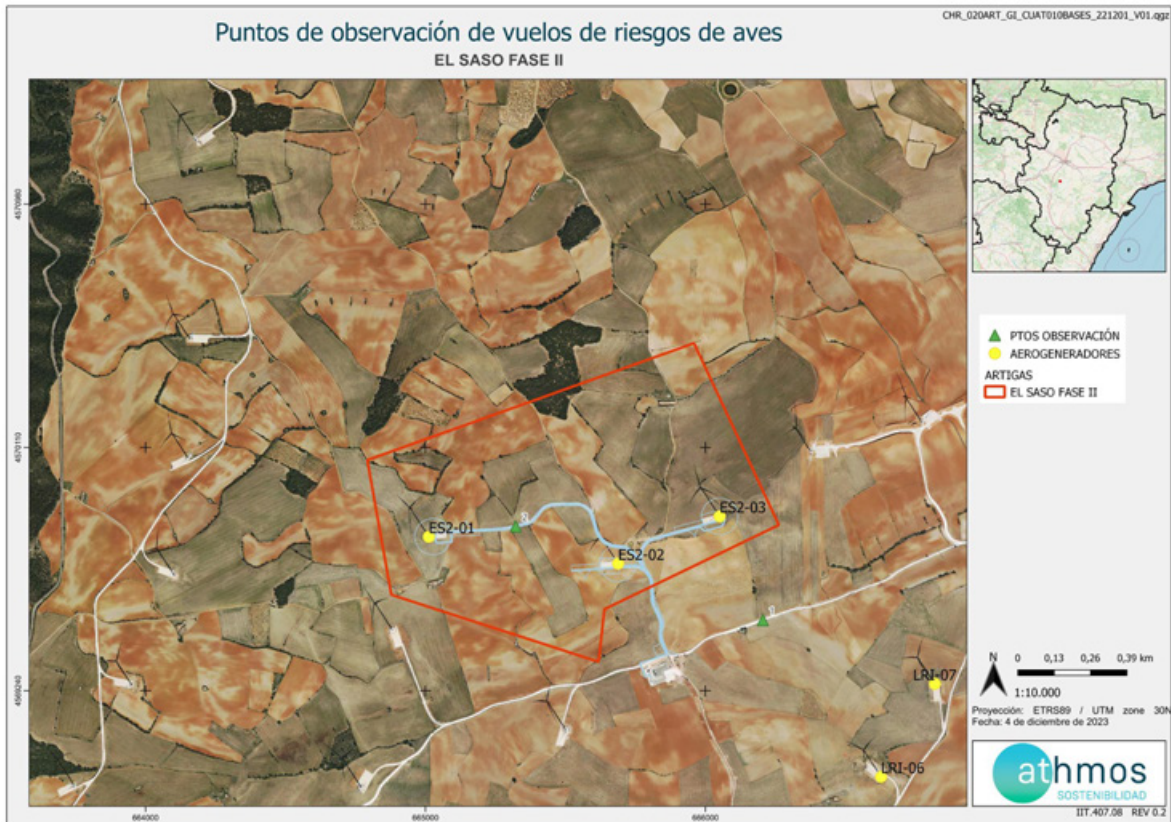 CHR_020ART_GI_CUAT010BASES_221201_V01.qgz
Puntos de observación de vuelos de riesgos de aves
EL SASO FASE II
4570980
4570110
4569240
664000
665000
666000
ES2-01
2
ES2-03
ES2-02
1
LRI-07
LRI-06
PTOS OBSERVACIÓN
AEROGENERADORES
ARTIGAS
EL SASO FASE II
N
0 0,13 0,26 0,39 km
1:10.000
Proyección: ETRS89 / UTM zone 30N
Fecha: 4 de diciembre de 2023
athmos
SOSTENIBILIDAD
IIT.407.08 REV 0.2